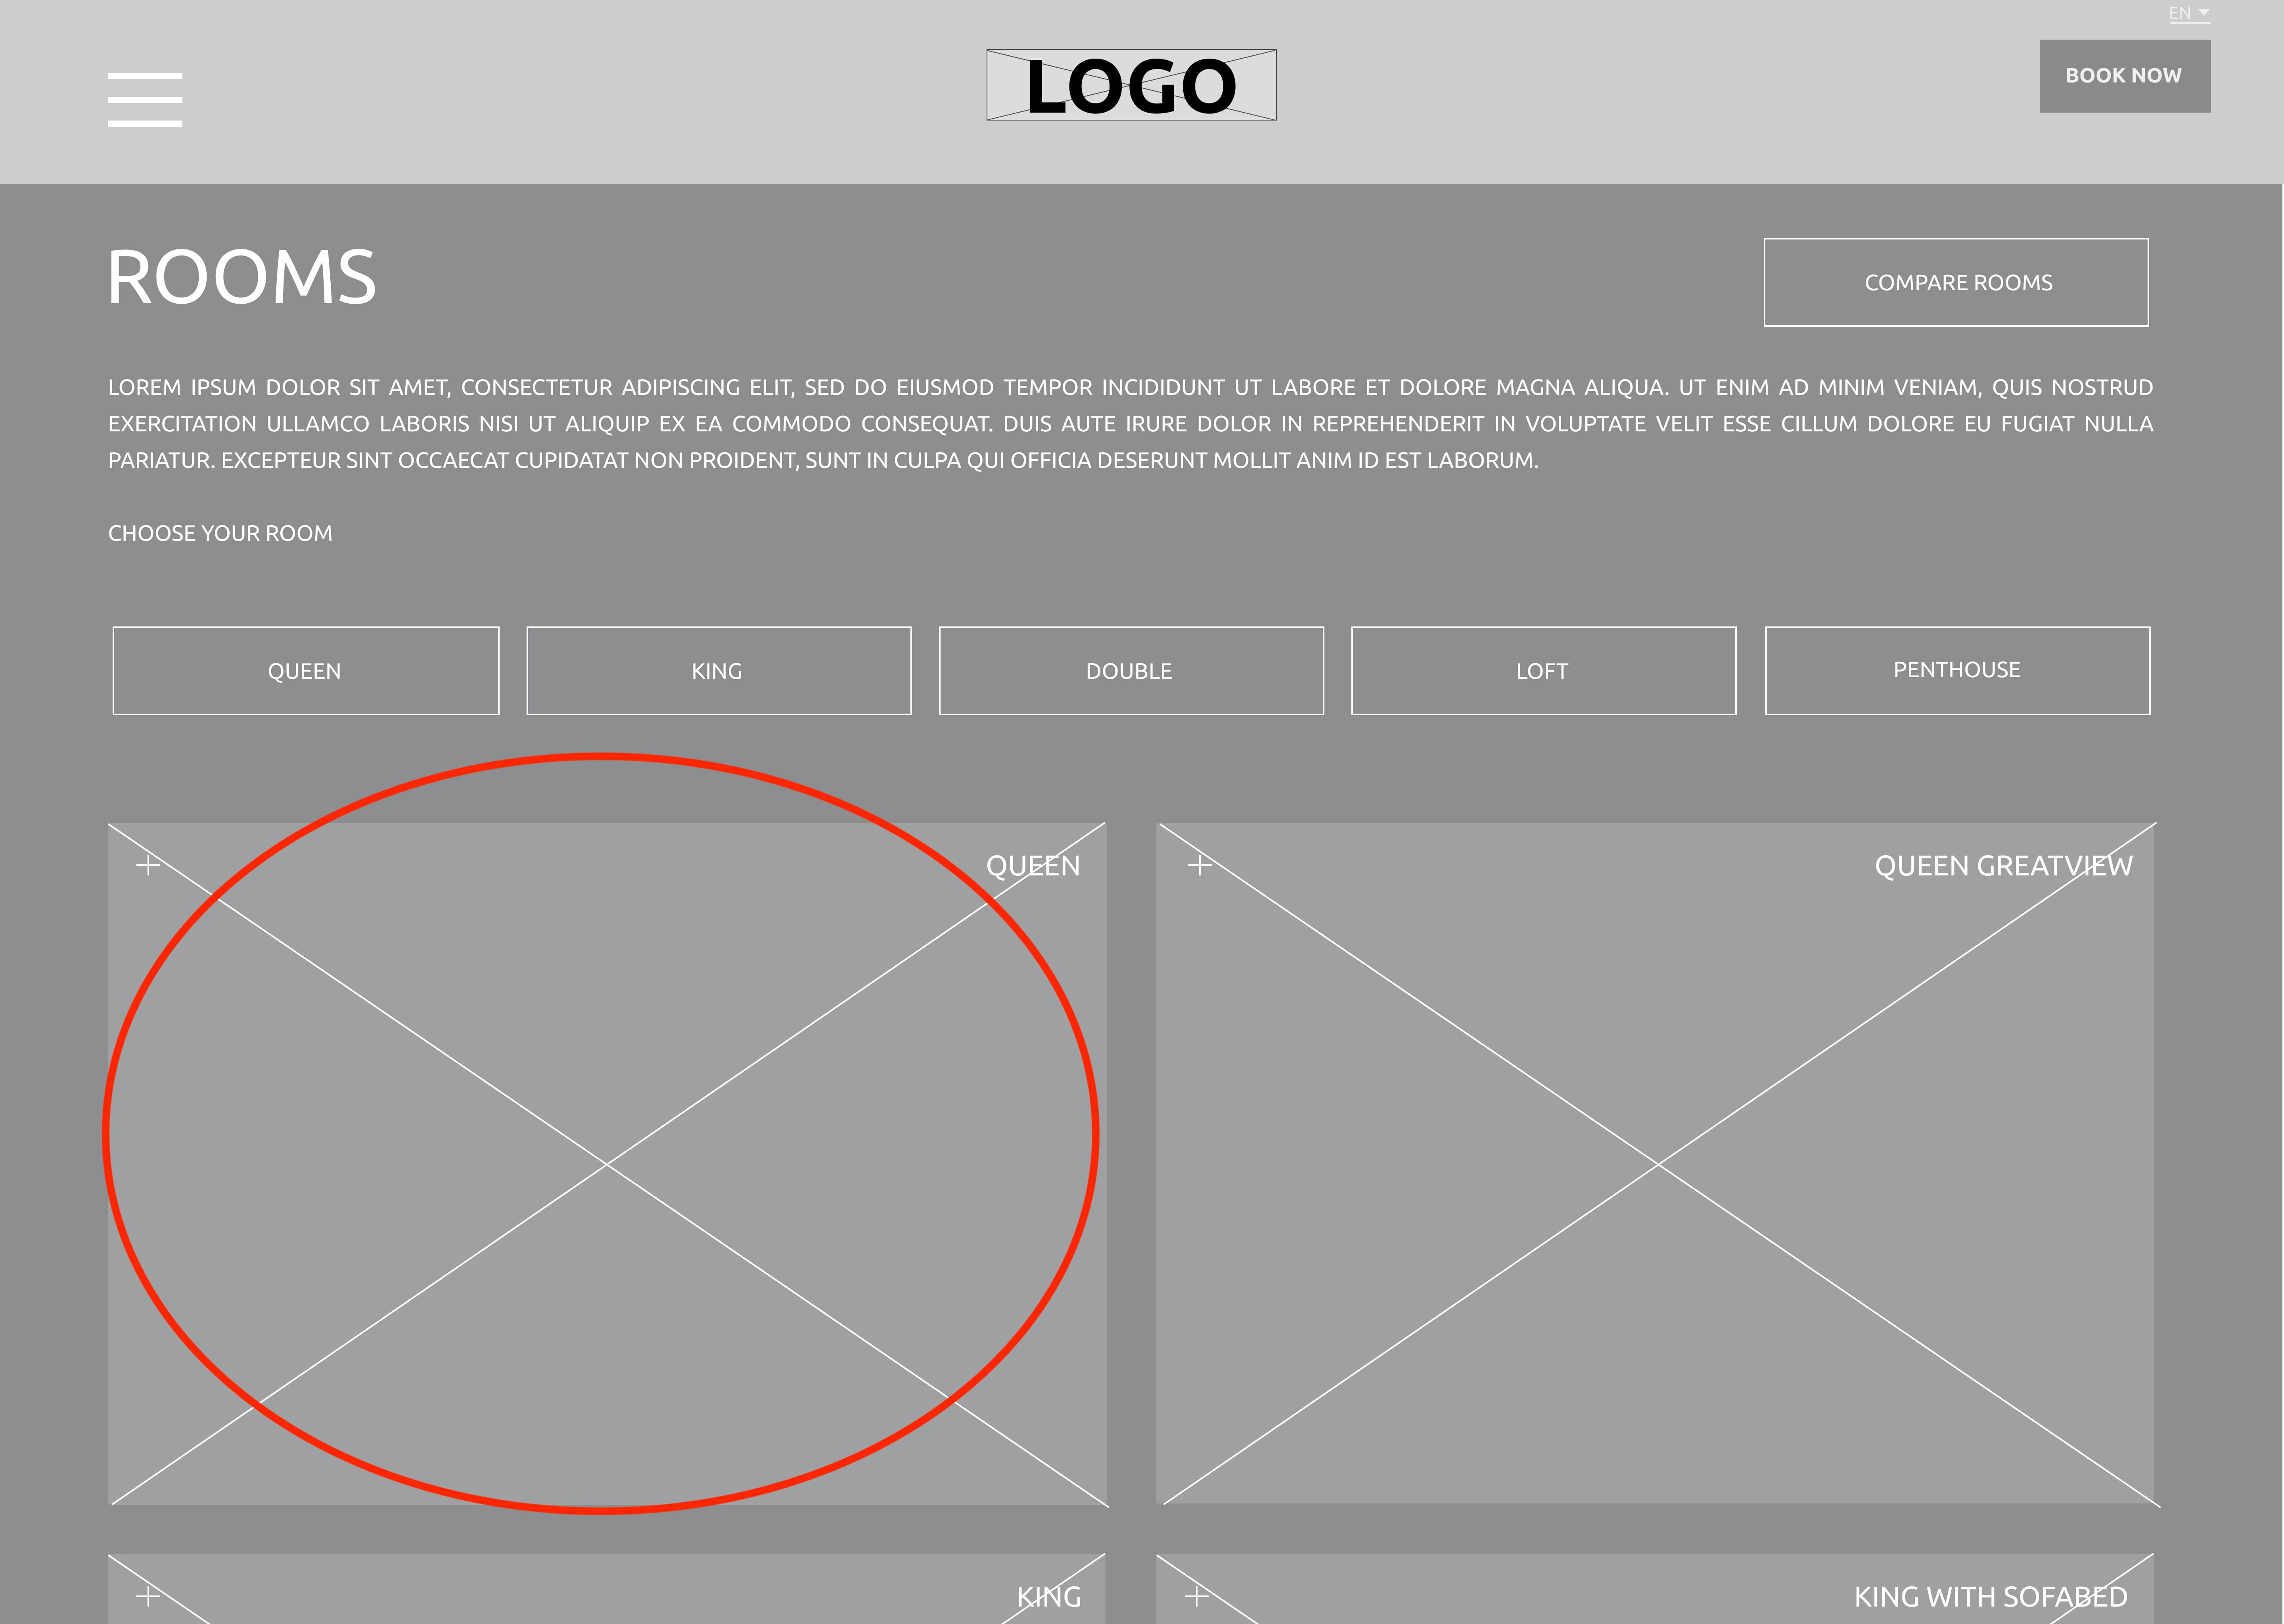 EN
LOGO
BOOK NOW
ROOMS
COMPARE ROOMS
LOREM IPSUM DOLOR SIT AMET, CONSECTETUR ADIPISCING ELIT, SED DO EIUSMOD TEMPOR INCIDIDUNT UT LABORE ET DOLORE MAGNA ALIQUA. UT ENIM AD MINIM VENIAM, QUIS NOSTRUD
EXERCITATION ULLAMCO LABORIS NISI UT ALIQUIP EX EA COMMODO CONSEQUAT. DUIS AUTE IRURE DOLOR IN REPREHENDERIT IN VOLUPTATE VELIT ESSE CILLUM DOLORE EU FUGIAT NULLA
PARIATUR. EXCEPTEUR SINT OCCAECAT CUPIDATAT NON PROIDENT, SUNT IN CULPA QUI OFFICIA DESERUNT MOLLIT ANIM ID EST LABORUM.
CHOOSE YOUR ROOM
QUEEN
KING
DOUBLE
LOFT
PENTHOUSE
QUEEN
QUEEN GREATVIEW
KING
KING WITH SOFABED